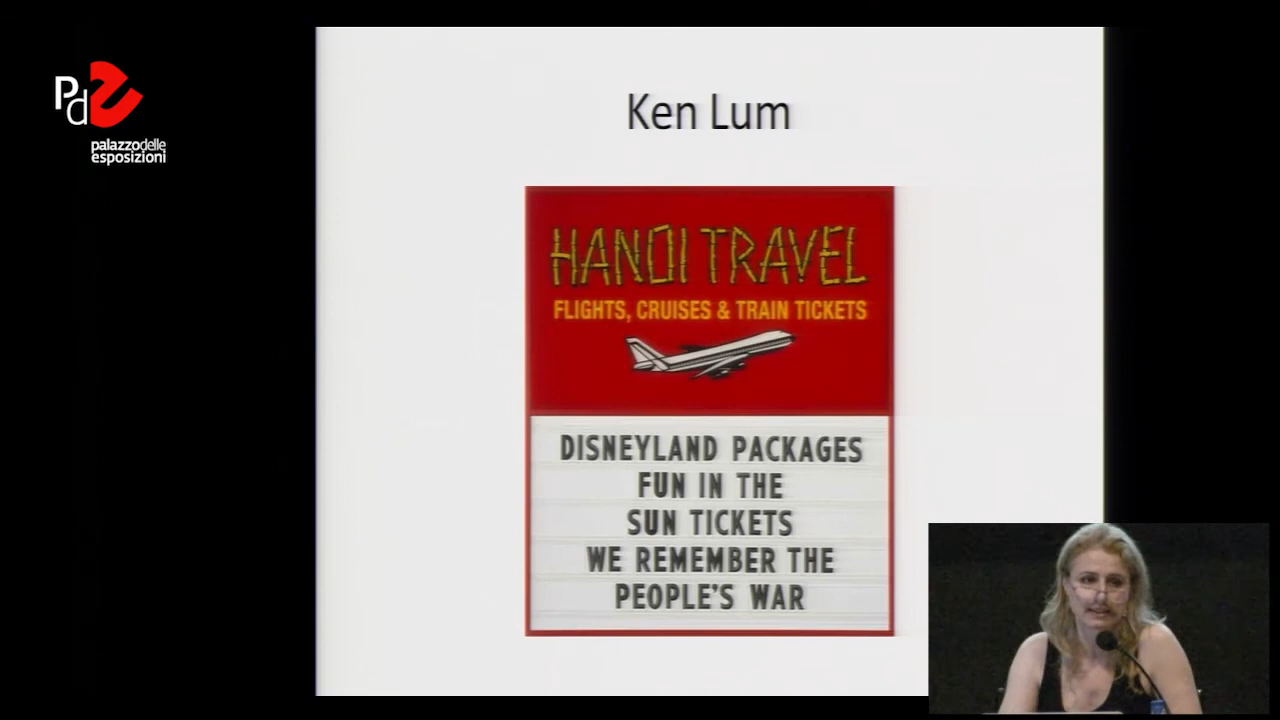 Pde
palazzodelle
esposizioni
Ken Lum
HANOI TRAVEL
FLIGHTS, CRUISES & TRAIN TICKETS
DISNEYLAND PACKAGES
FUN IN THE
SUN TICKETS
WE REMEMBER THE
PEOPLE'S WAR